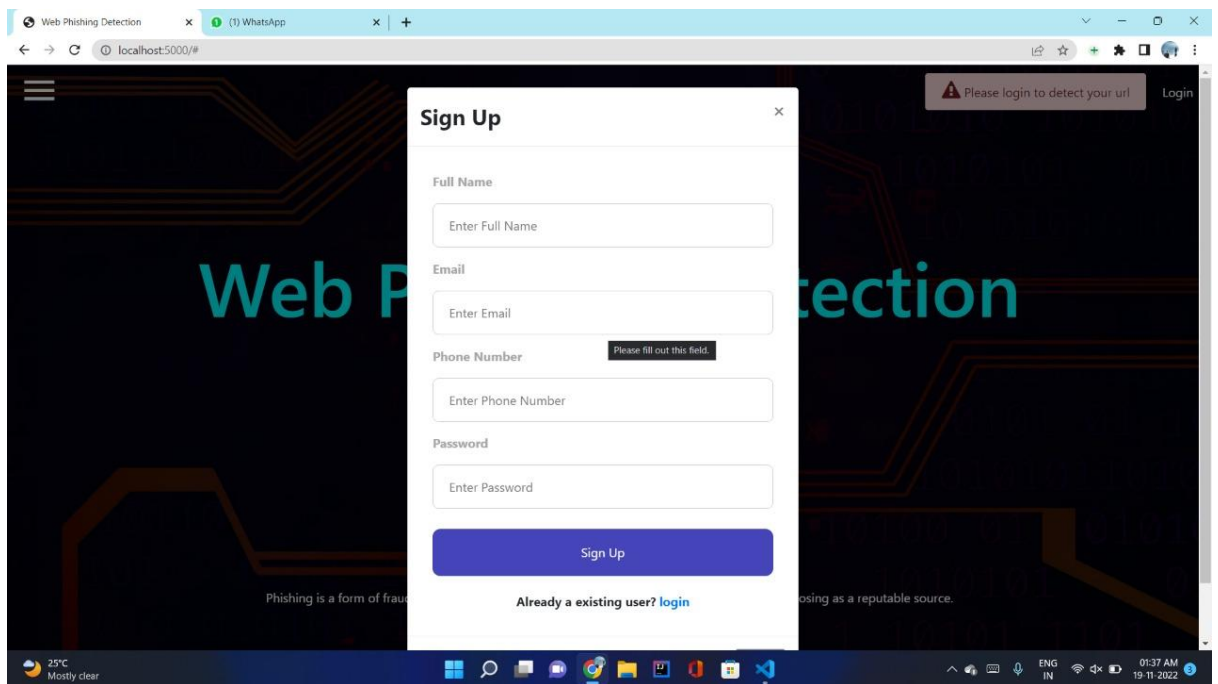 Web Phishing Detection
(1) WhatsApp
localhost:5000/#
Please login to detect your url
Login
Sign Up
Full Name
Enter Full Name
Email
Enter Email
Please fill out this field.
Phone Number
Enter Phone Number
Password
Enter Password
Sign Up
Already a existing user? login
Web P
tection
Phishing is a form of frau
osing as a reputable source.
25°C
Mostly clear
ENG
IN
01:37 AM
19-11-2022
3